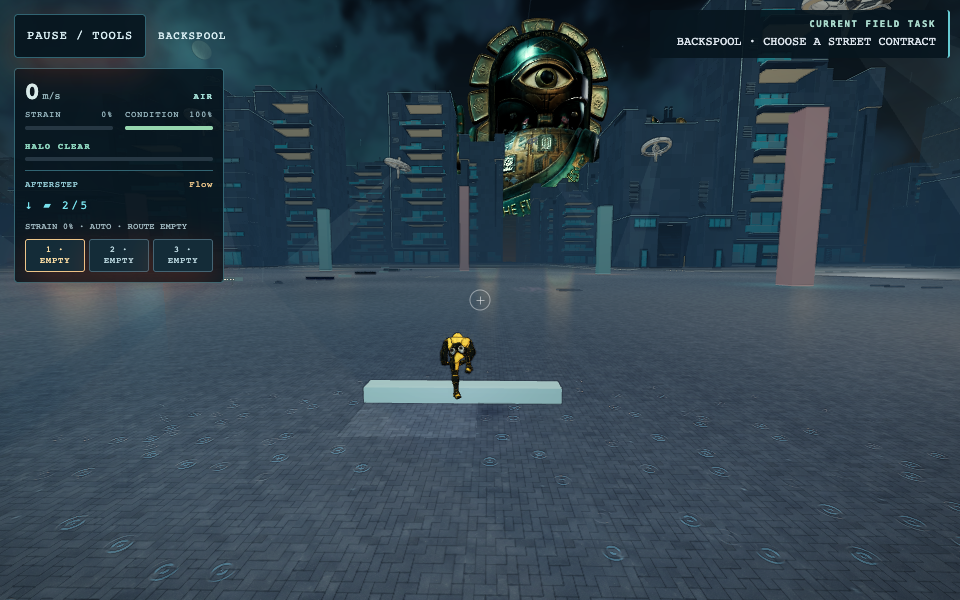 PAUSE / TOOLS
BACKSPOOL
CURRENT FIELD TASK
BACKSPOOL · CHOOSE A STREET CONTRACT
0 m/s
AIR
STRAIN 0%
CONDITION 100%
HALO CLEAR
AFTERSTEP
Flow
↓ ▰ 2/5
STRAIN 0% · AUTO · ROUTE EMPTY
1 · EMPTY
2 · EMPTY
3 · EMPTY